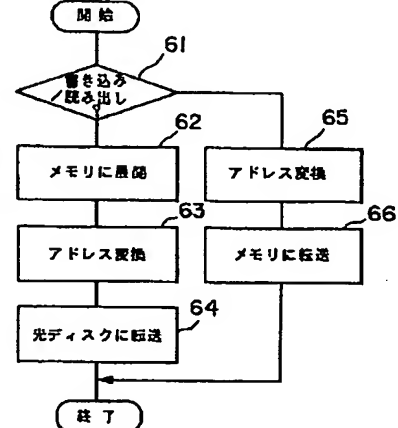 開始
61
書き込み
/読み出し
62
65
メモリに展開
アドレス変換
63
66
アドレス変換
メモリに転送
64
光ディスクに転送
終了